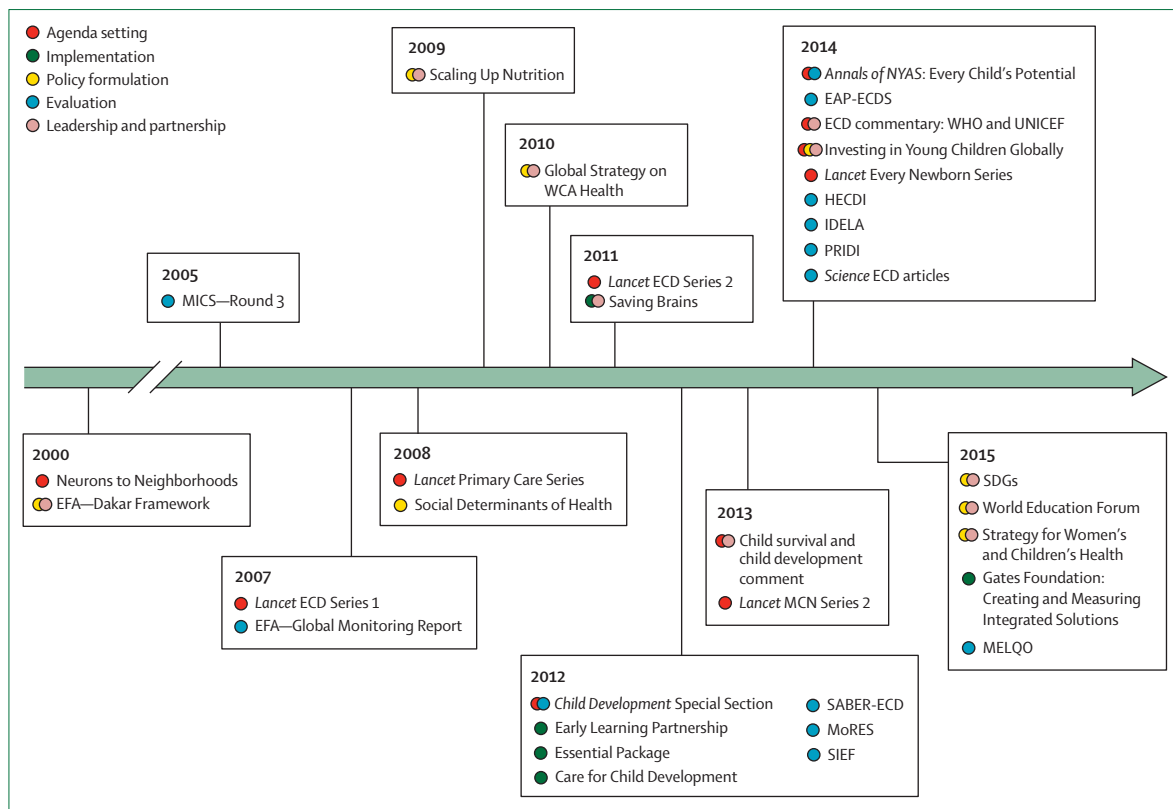 Agenda setting
Implementation
Policy formulation
Evaluation
Leadership and partnership
2009
Scaling Up Nutrition
2010
Global Strategy on
WCA Health
2011
Lancet ECD Series 2
Saving Brains
2014
Annals of NYAS: Every Child's Potential
EAP-ECDS
ECD commentary: WHO and UNICEF
Investing in Young Children Globally
Lancet Every Newborn Series
HECDI
IDELA
PRIDI
Science ECD articles
2005
MICS—Round 3
2000
Neurons to Neighborhoods
EFA—Dakar Framework
2007
Lancet ECD Series 1
EFA—Global Monitoring Report
2008
Lancet Primary Care Series
Social Determinants of Health
2012
Child Development Special Section
Early Learning Partnership
Essential Package
Care for Child Development
SABER-ECD
MoRES
SIEF
2013
Child survival and
child development
comment
Lancet MCN Series 2
2015
SDGs
World Education Forum
Strategy for Women's
and Children's Health
Gates Foundation:
Creating and Measuring
Integrated Solutions
MELQO